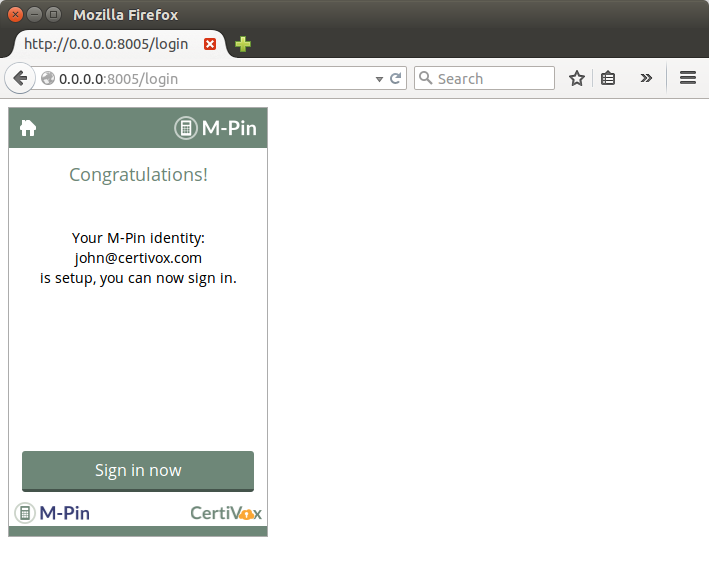 Mozilla Firefox
http://0.0.0.0:8005/login
0.0.0.0:8005/login
Search
M-Pin
Congratulations!
Your M-Pin identity:
john@certivox.com
is setup, you can now sign in.
Sign in now
M-Pin
CertiVox